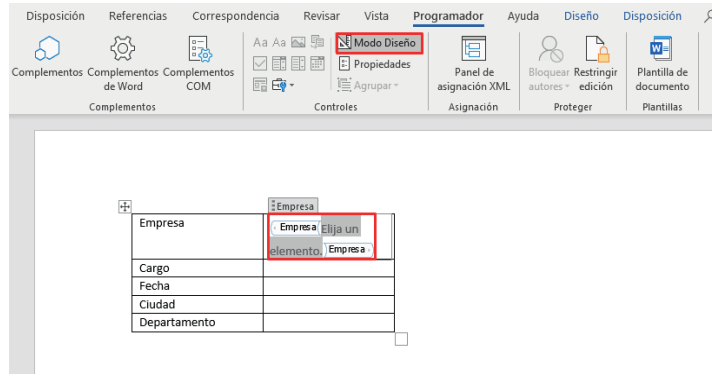 Disposición Referencias Correspondencia Revisar Vista Programador Ayuda Diseño Disposición
Aa Aa Modo Diseño
Propiedades
Agrupar
Complementos Complementos Complementos
de Word COM
Panel de
asignación XML
Bloquear Restringir
autores edición
Plantilla de
documento
Complementos Controles Asignación Proteger Plantillas
Empresa
Empresa Empresa Elija un
elemento. Empresa
Cargo
Fecha
Ciudad
Departamento